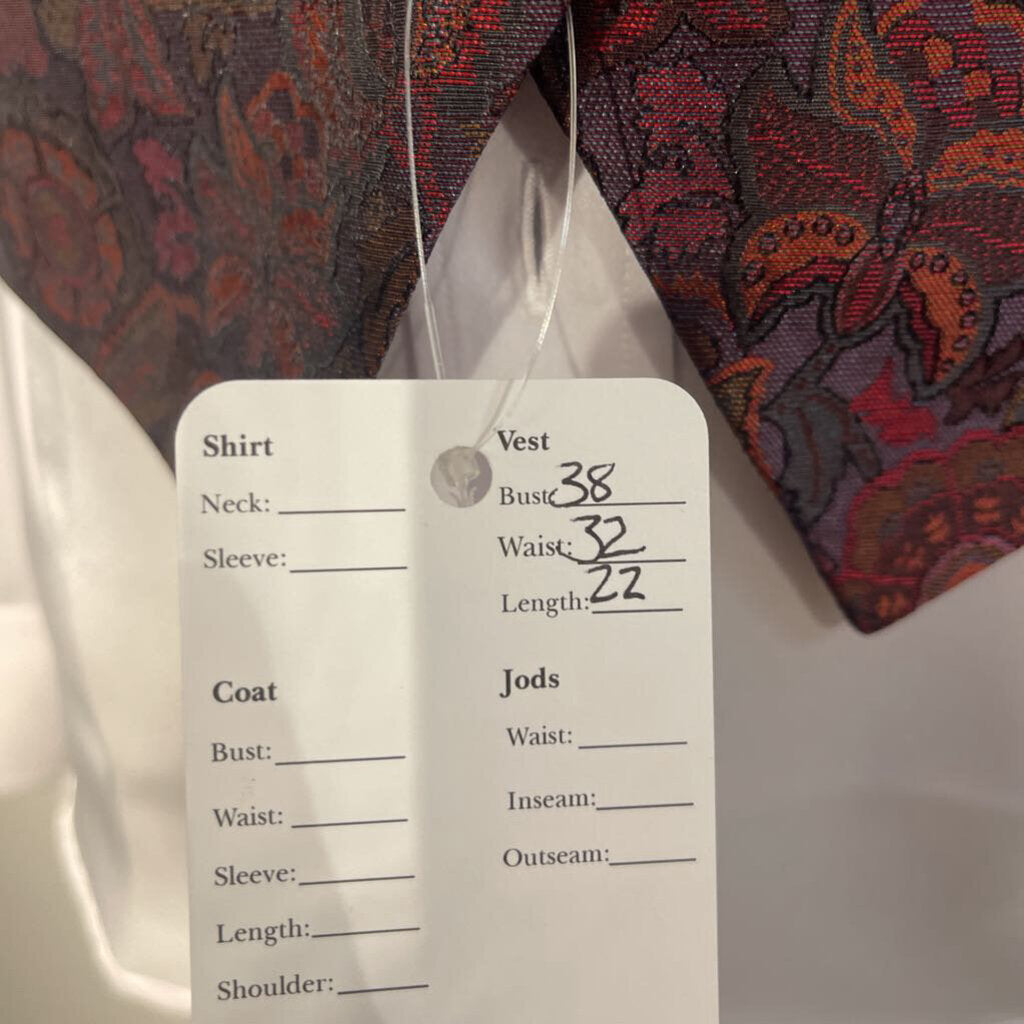 Shirt
Neck:
Sleeve:
Vest
Bust: 38
Waist: 32
Length: 22
Coat
Bust:
Waist:
Sleeve:
Length:
Shoulder:
Jods
Waist:
Inseam:
Outseam: